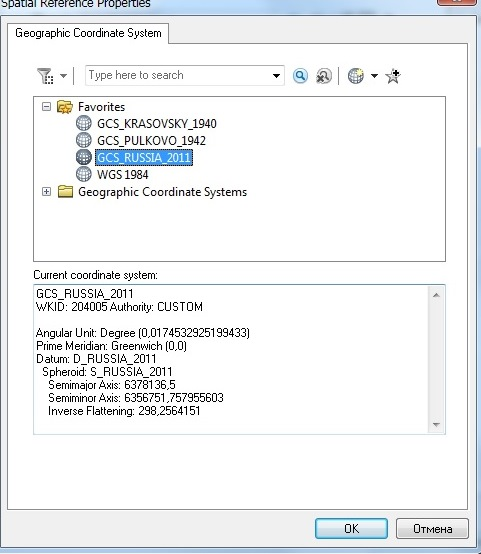 Spatial Reference Properties
Geographic Coordinate System
Type here to search
Favorites
GCS_KRASOVSKY_1940
GCS_PULKOVO_1942
GCS_RUSSIA_2011
WGS 1984
Geographic Coordinate Systems
Current coordinate system:
GCS_RUSSIA_2011
WKID: 204005 Authority: CUSTOM
Angular Unit: Degree (0,0174532925199433)
Prime Meridian: Greenwich (0,0)
Datum: D_RUSSIA_2011
Spheroid: S_RUSSIA_2011
Semimajor Axis: 6378136,5
Semiminor Axis: 6356751,757955603
Inverse Flattening: 298,2564151
OK
Отмена